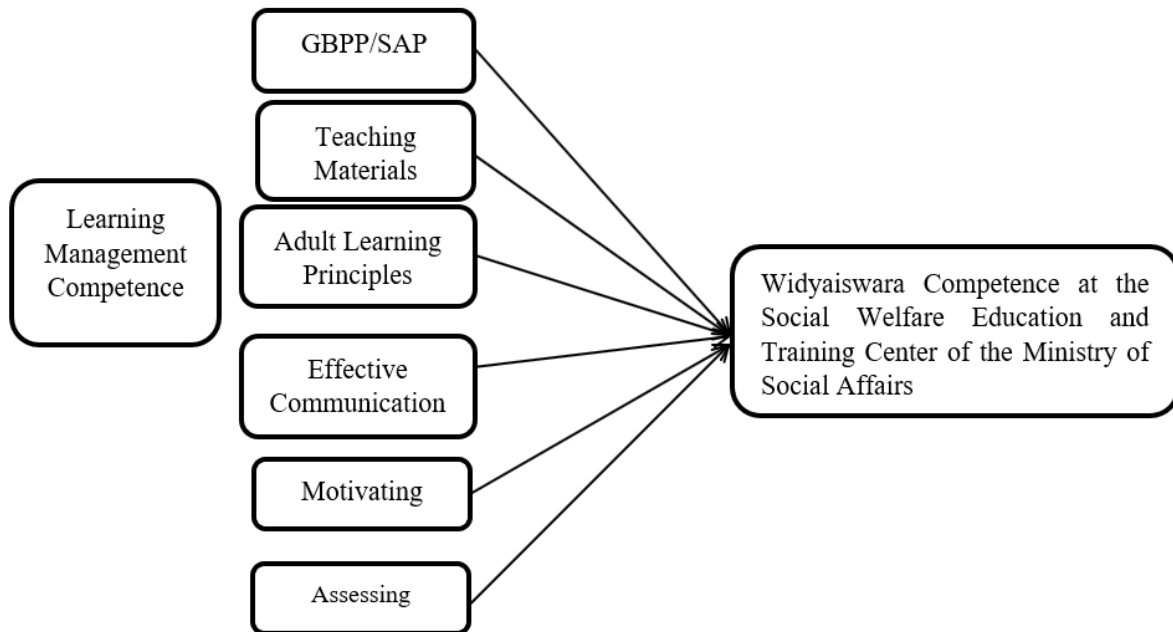 GBPP/SAP
Teaching
Materials
Learning
Management
Competence
Adult Learning
Principles
Effective
Communication
Motivating
Assessing
Widyaiswara Competence at the
Social Welfare Education and
Training Center of the Ministry of
Social Affairs